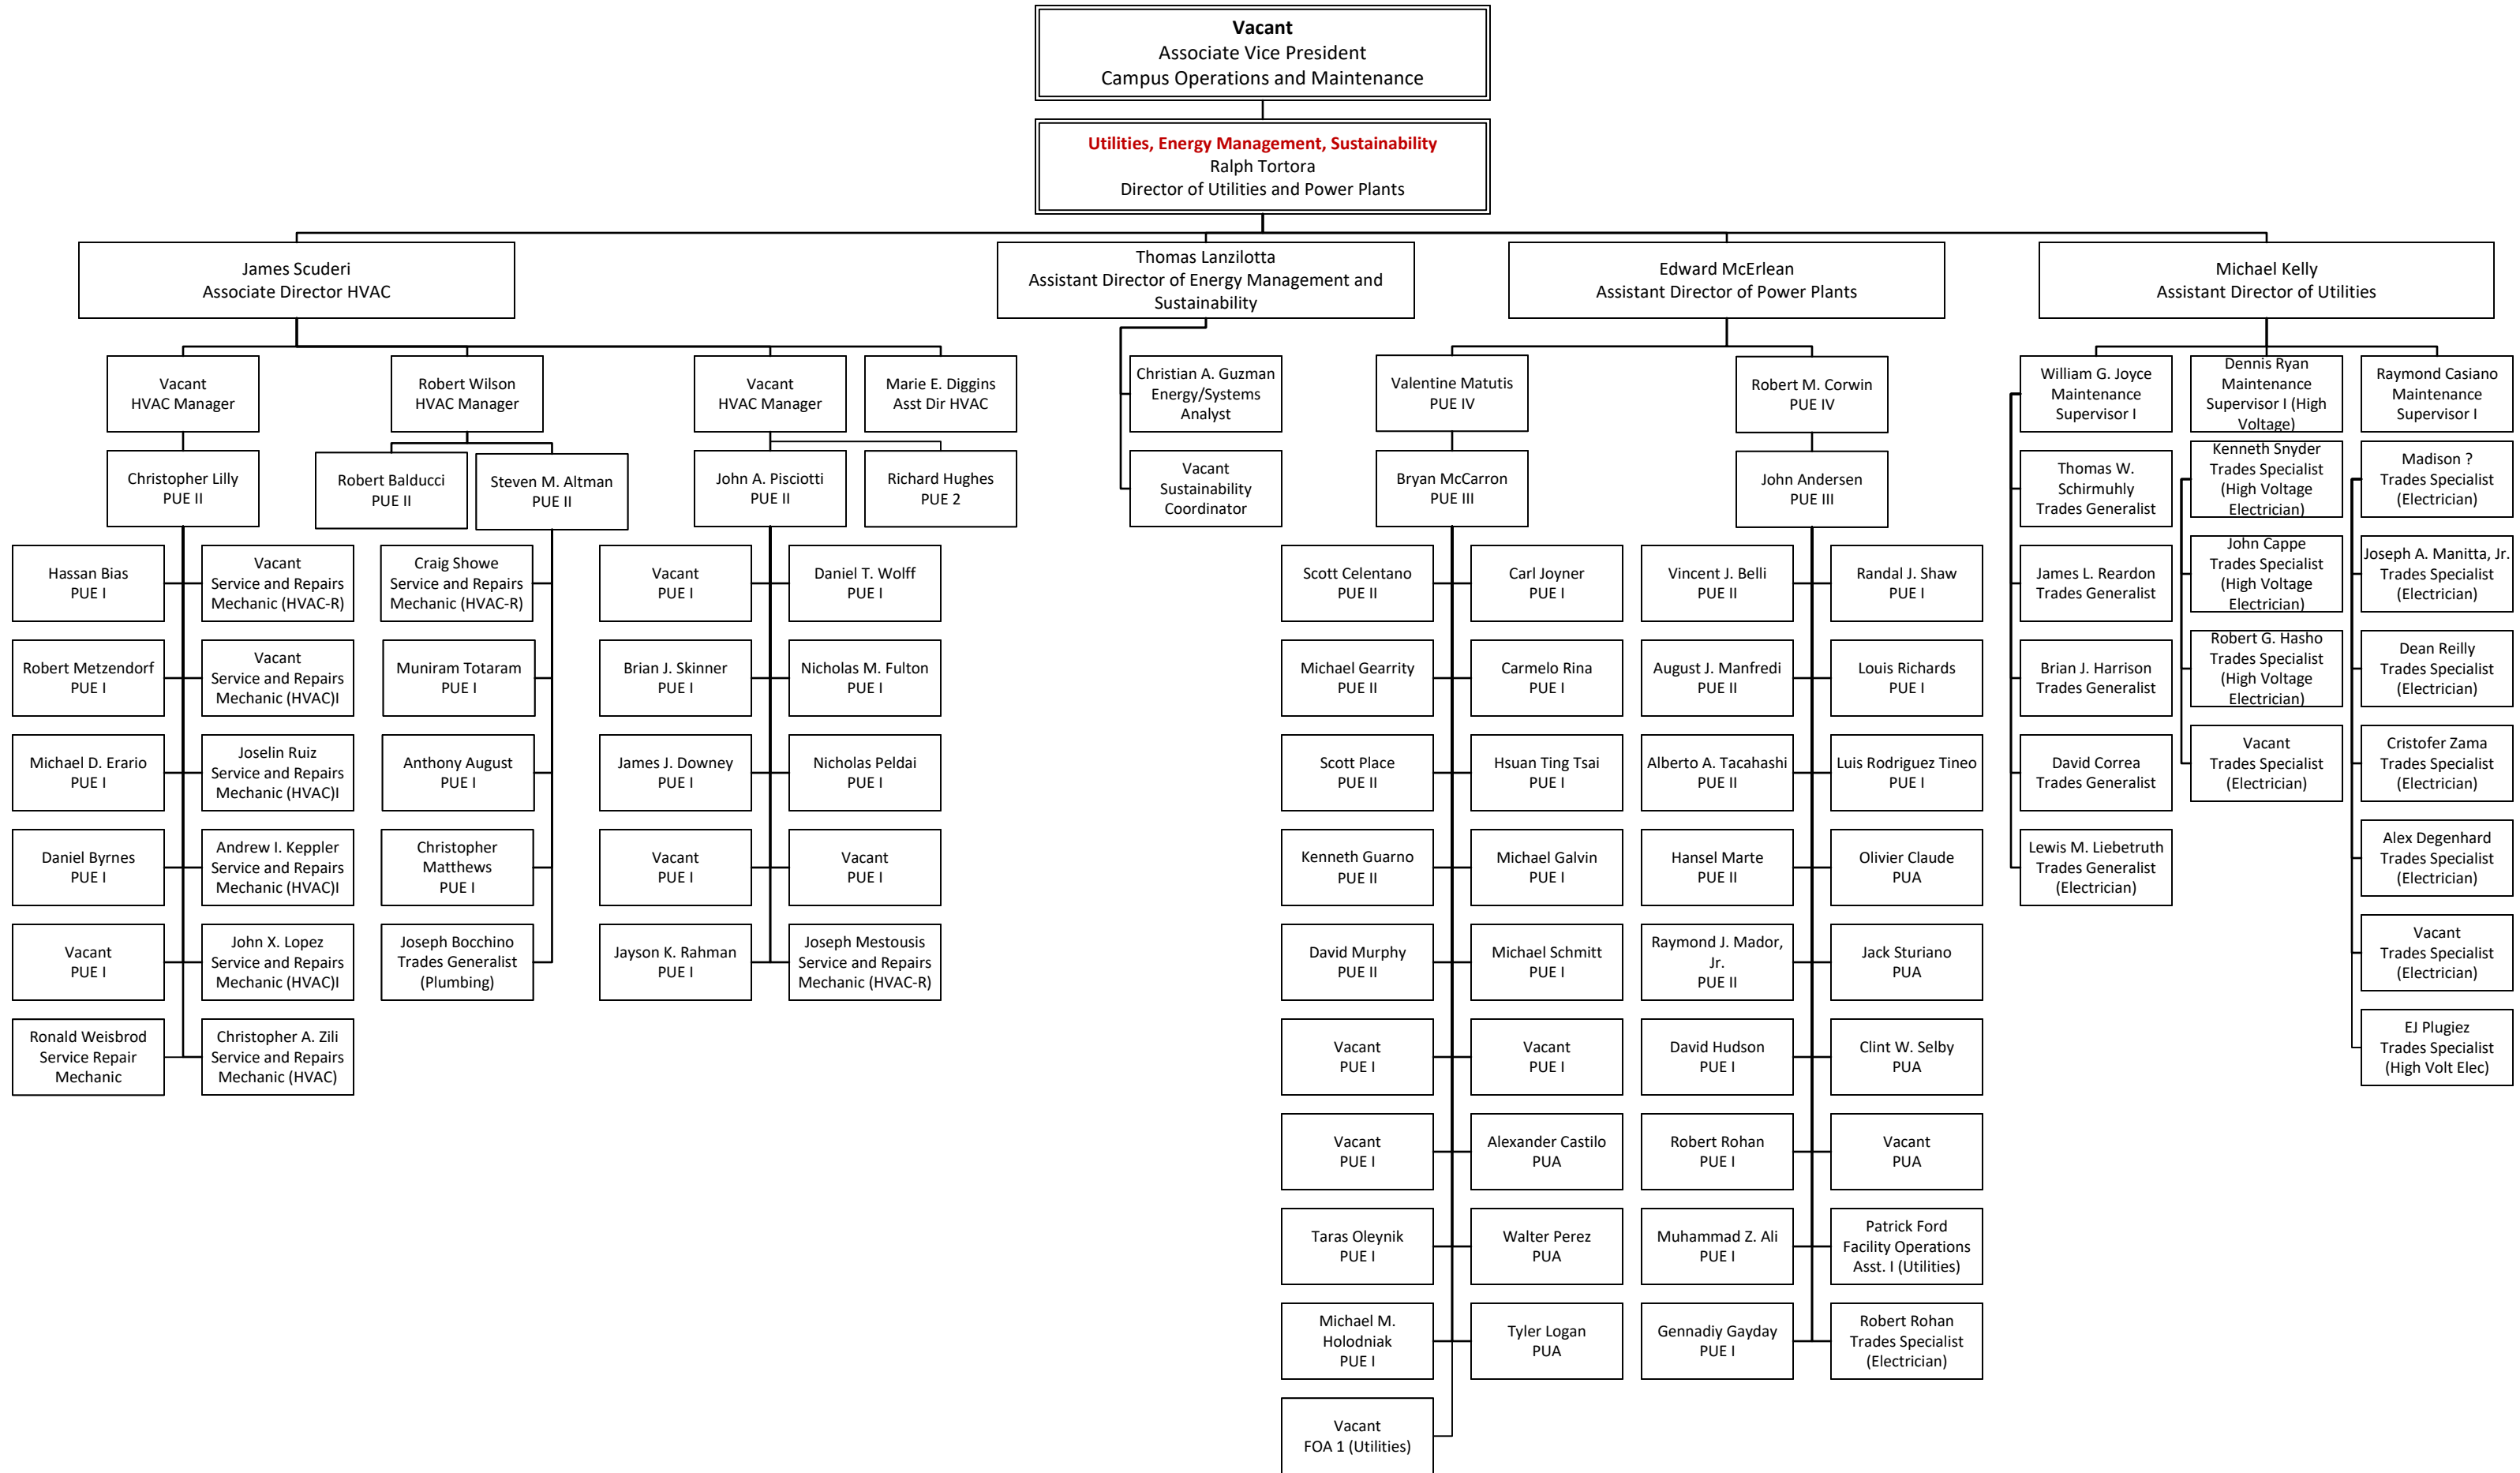 Vacant
Associate Vice President
Campus Operations and Maintenance
Utilities, Energy Management, Sustainability
Ralph Tortora
Director of Utilities and Power Plants
James Scuderi
Associate Director HVAC
Thomas Lanzilotta
Assistant Director of Energy Management and
Sustainability
Edward McErlean
Assistant Director of Power Plants
Michael Kelly
Assistant Director of Utilities
Vacant
HVAC Manager
Robert Wilson
HVAC Manager
Vacant
HVAC Manager
Marie E. Diggins
Asst Dir HVAC
Christian A. Guzman
Energy/Systems
Analyst
Valentine Matutis
PUE IV
Robert M. Corwin
PUE IV
William G. Joyce
Maintenance
Supervisor I
Dennis Ryan
Maintenance
Supervisor I (High
Voltage)
Raymond Casiano
Maintenance
Supervisor I
Christopher Lilly
PUE II
Robert Balducci
PUE II
Steven M. Altman
PUE II
John A. Pisciotti
PUE II
Richard Hughes
PUE 2
Vacant
Sustainability
Coordinator
Bryan McCarron
PUE III
John Andersen
PUE III
Thomas W.
Schirmuhly
Trades Generalist
Kenneth Snyder
Trades Specialist
(High Voltage
Electrician)
Madison ?
Trades Specialist
(Electrician)
Hassan Bias
PUE I
Vacant
Service and Repairs
Mechanic (HVAC-R)
Craig Showe
Service and Repairs
Mechanic (HVAC-R)
Vacant
PUE I
Daniel T. Wolff
PUE I
Scott Celentano
PUE II
Carl Joyner
PUE I
Vincent J. Belli
PUE II
Randal J. Shaw
PUE I
James L. Reardon
Trades Generalist
John Cappe
Trades Specialist
(High Voltage
Electrician)
Joseph A. Manitta, Jr.
Trades Specialist
(Electrician)
Robert Metzendorf
PUE I
Vacant
Service and Repairs
Mechanic (HVAC)I
Muniram Totaram
PUE I
Brian J. Skinner
PUE I
Nicholas M. Fulton
PUE I
Michael Gearrity
PUE II
Carmelo Rina
PUE I
August J. Manfredi
PUE II
Louis Richards
PUE I
Brian J. Harrison
Trades Generalist
Robert G. Hasho
Trades Specialist
(High Voltage
Electrician)
Dean Reilly
Trades Specialist
(Electrician)
Michael D. Erario
PUE I
Joselin Ruiz
Service and Repairs
Mechanic (HVAC)I
Anthony August
PUE I
James J. Downey
PUE I
Nicholas Peldai
PUE I
Scott Place
PUE II
Hsuan Ting Tsai
PUE I
Alberto A. Tacahashi
PUE II
Luis Rodriguez Tineo
PUE I
David Correa
Trades Generalist
Vacant
Trades Specialist
(Electrician)
Cristofer Zama
Trades Specialist
(Electrician)
Daniel Byrnes
PUE I
Andrew I. Keppler
Service and Repairs
Mechanic (HVAC)I
Christopher
Matthews
PUE I
Vacant
PUE I
Vacant
PUE I
Kenneth Guarno
PUE II
Michael Galvin
PUE I
Hansel Marte
PUE II
Olivier Claude
PUA
Lewis M. Liebetruth
Trades Generalist
(Electrician)
Alex Degenhard
Trades Specialist
(Electrician)
Vacant
PUE I
John X. Lopez
Service and Repairs
Mechanic (HVAC)I
Joseph Bocchino
Trades Generalist
(Plumbing)
Jayson K. Rahman
PUE I
Joseph Mestousis
Service and Repairs
Mechanic (HVAC-R)
David Murphy
PUE II
Michael Schmitt
PUE I
Raymond J. Mador,
Jr.
PUE II
Jack Sturiano
PUA
Vacant
Trades Specialist
(Electrician)
Ronald Weisbrod
Service Repair
Mechanic
Christopher A. Zili
Service and Repairs
Mechanic (HVAC)
Vacant
PUE I
Vacant
PUE I
David Hudson
PUE I
Clint W. Selby
PUA
EJ Plugiez
Trades Specialist
(High Volt Elec)
Vacant
PUE I
Alexander Castilo
PUA
Robert Rohan
PUE I
Vacant
PUA
Taras Oleynik
PUE I
Walter Perez
PUA
Muhammad Z. Ali
PUE I
Patrick Ford
Facility Operations
Asst. I (Utilities)
Michael M.
Holodniak
PUE I
Tyler Logan
PUA
Gennadiy Gayday
PUE I
Robert Rohan
Trades Specialist
(Electrician)
Vacant
FOA 1 (Utilities)